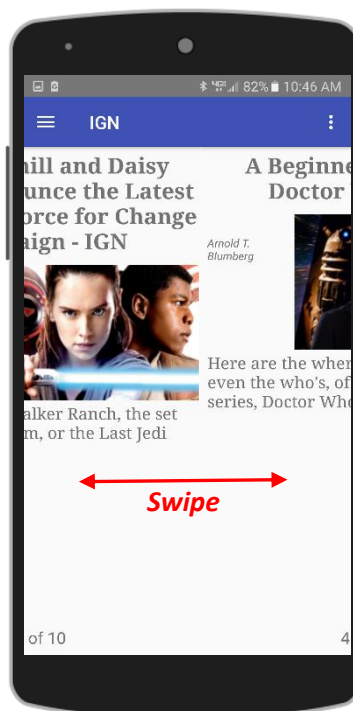 82% 10:46 AM
IGN
hill and Daisy
unce the Latest
orce for Change
aign - IGN
alker Ranch, the set
m, or the Last Jedi
A Beginne
Doctor
Arnold T.
Blumberg
Here are the wher
even the who's, of
series, Doctor Who
Swipe
of 10
4